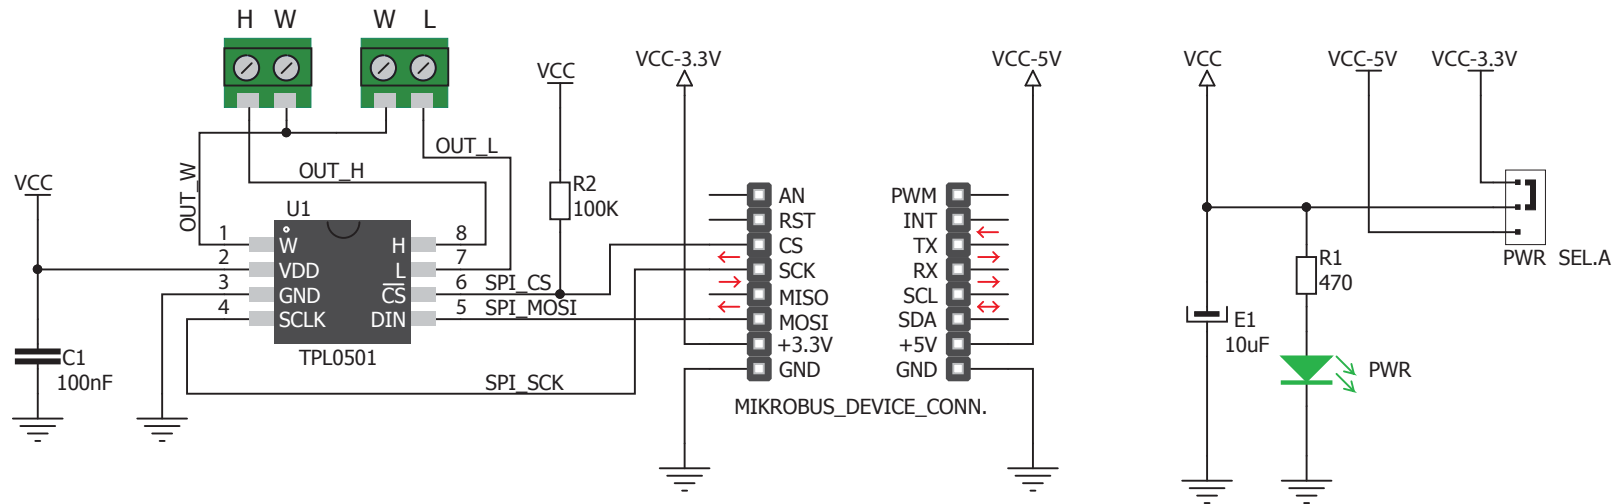 H W
W L
VCC-3.3V
VCC-5V
VCC
VCC-5V
VCC-3.3V
VCC
OUT_L
OUT_W
OUT_H
VCC
R2
100K
U1
1
2
3
4
W
VDD
GND
SCLK
H
L
CS
DIN
8
7
6
5
SPI_CS
SPI_MOSI
TPL0501
SPI_SCK
C1
100nF
AN
RST
CS
SCK
MISO
MOSI
+3.3V
GND
PWM
INT
TX
RX
SCL
SDA
+5V
GND
MIKROBUS_DEVICE_CONN.
PWR SEL.A
R1
470
E1
10uF
PWR